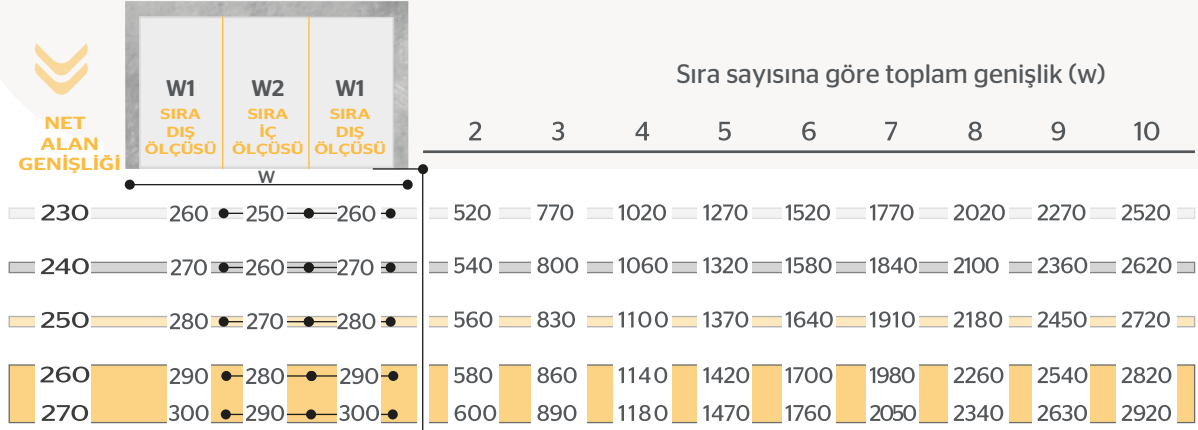 Sıra sayısına göre toplam genişlik (w)
W1 W2 W1
SIRA SIRA SIRA
DIŞ İÇ DIŞ
ÖLÇÜSÜ ÖLÇÜSÜ ÖLÇÜSÜ
NET
ALAN
GENİŞLİĞİ
W
2 3 4 5 6 7 8 9 10
230 260 250 260 520 770 1020 1270 1520 1770 2020 2270 2520
240 270 260 270 540 800 1060 1320 1580 1840 2100 2360 2620
250 280 270 280 560 830 1100 1370 1640 1910 2180 2450 2720
260 290 280 290 580 860 1140 1420 1700 1980 2260 2540 2820
270 300 290 300 600 890 1180 1470 1760 2050 2340 2630 2920